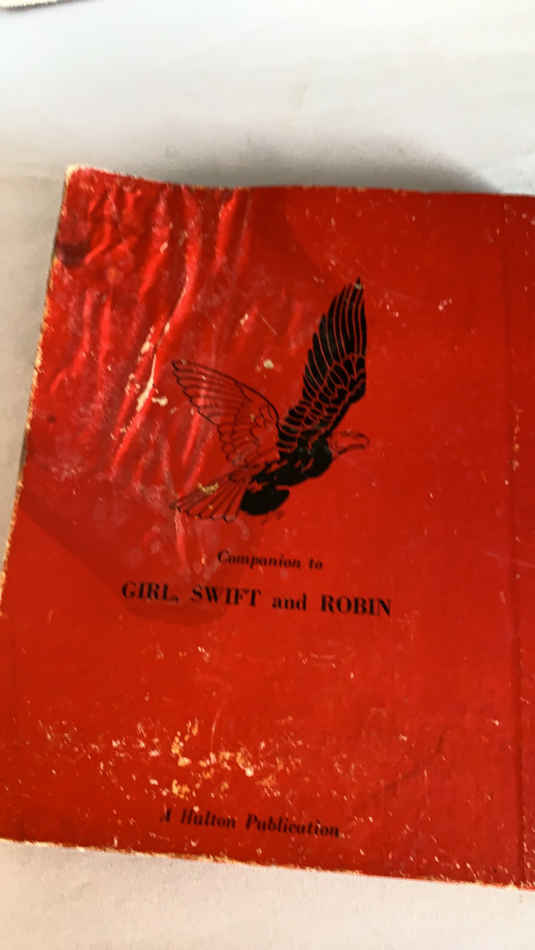 Companion to
GIRL, SWIFT and ROBIN
A Hulton Publication